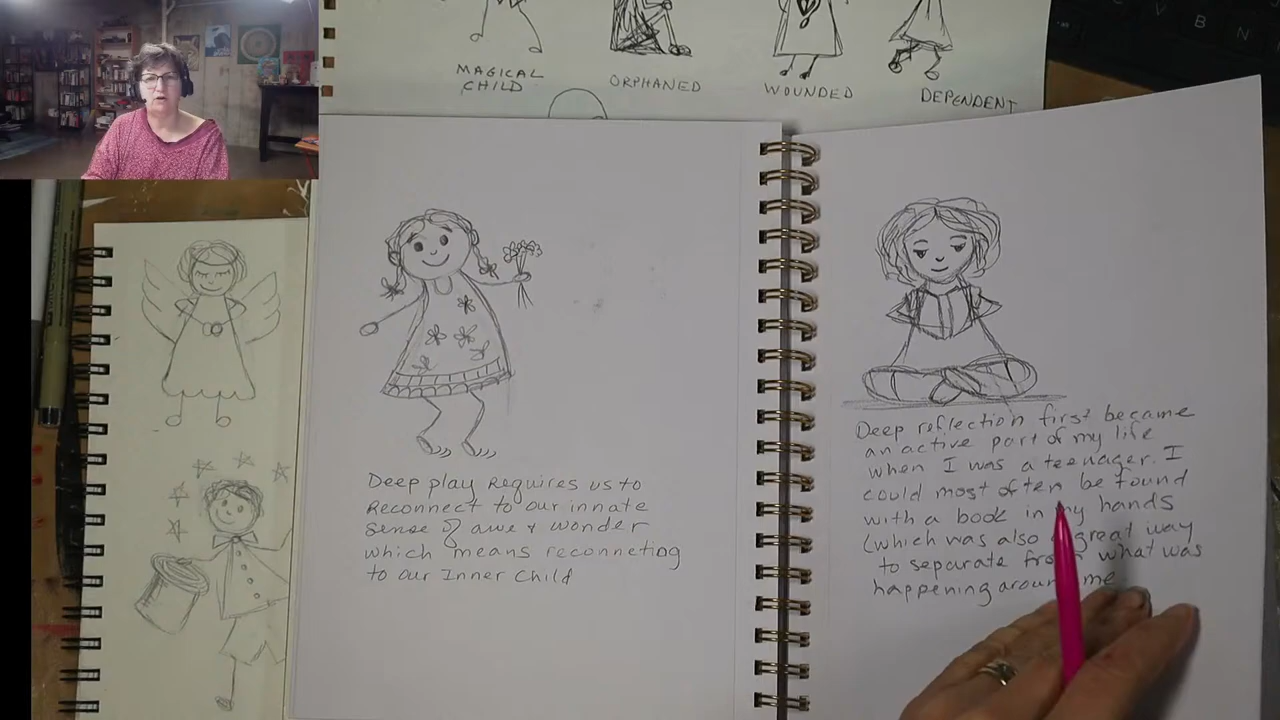 MAGICAL
CHILD
ORPHANED
WOUNDED
DEPENDENT
Deep play requires us to
Reconnect to our innate
sense of awe + wonder
which means reconneting
to our Inner Child
Deep reflection first became
an active part of my life
when I was a teenager. I
could most often be found
with a book in my hands
(which was also a great way
to separate from what was
happening around me
V
B
N